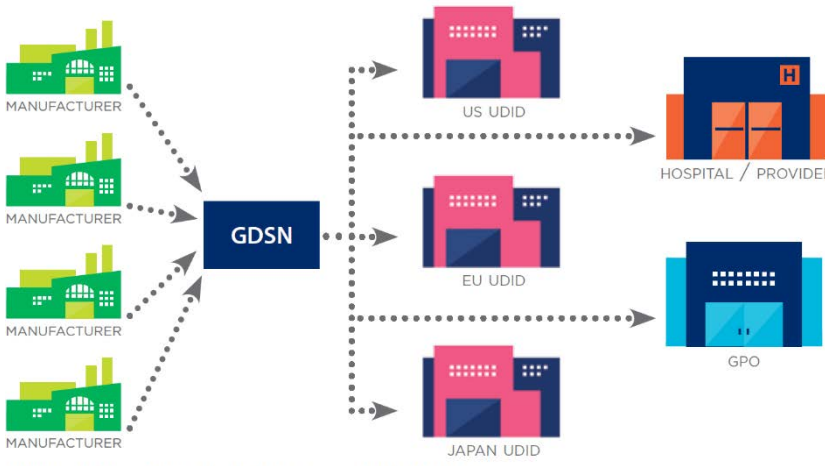 MANUFACTURER
MANUFACTURER
MANUFACTURER
MANUFACTURER
GDSN
US UDID
EU UDID
JAPAN UDID
H
HOSPITAL / PROVIDER
GPO